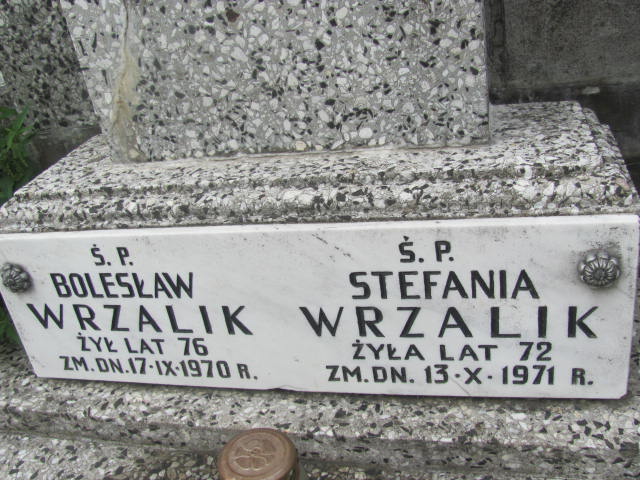 Ś. P.
BOLESŁAW
WRZALIK
ŻYŁ LAT 76
ZM. DN. 17·IX·1970 R.
Ś. P.
STEFANIA
WRZALIK
ŻYŁA LAT 72
ZM. DN. 13·X·1971 R.